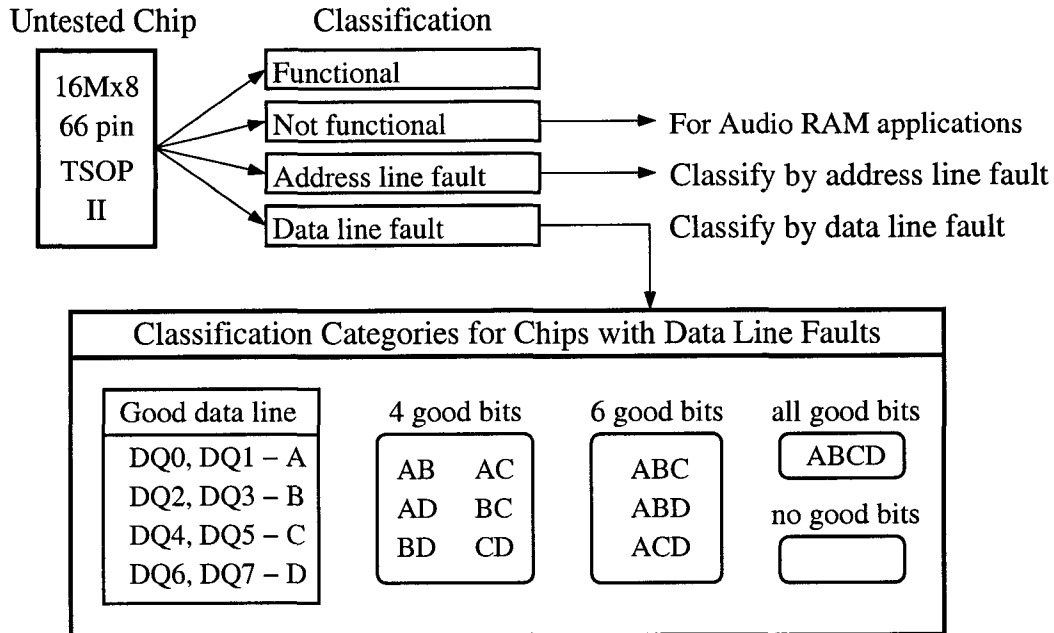 Untested Chip
Classification
16Mx8
66 pin
TSOP
II
Functional
Not functional
For Audio RAM applications
Address line fault
Classify by address line fault
Data line fault
Classify by data line fault
Classification Categories for Chips with Data Line Faults
Good data line
DQ0, DQ1 – A
DQ2, DQ3 – B
DQ4, DQ5 – C
DQ6, DQ7 – D
4 good bits
AB AC
AD BC
BD CD
6 good bits
ABC
ABD
ACD
all good bits
ABCD
no good bits